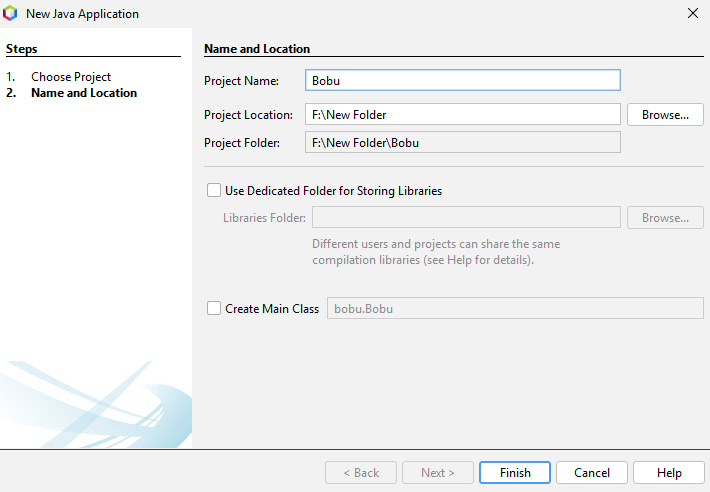 New Java Application
Steps
1. Choose Project
2. Name and Location
Name and Location
Project Name: Bobu
Project Location: F:\New Folder Browse...
Project Folder: F:\New Folder\Bobu
Use Dedicated Folder for Storing Libraries
Libraries Folder: Browse...
Different users and projects can share the same
compilation libraries (see Help for details).
Create Main Class bobu.Bobu
< Back Next > Finish Cancel Help